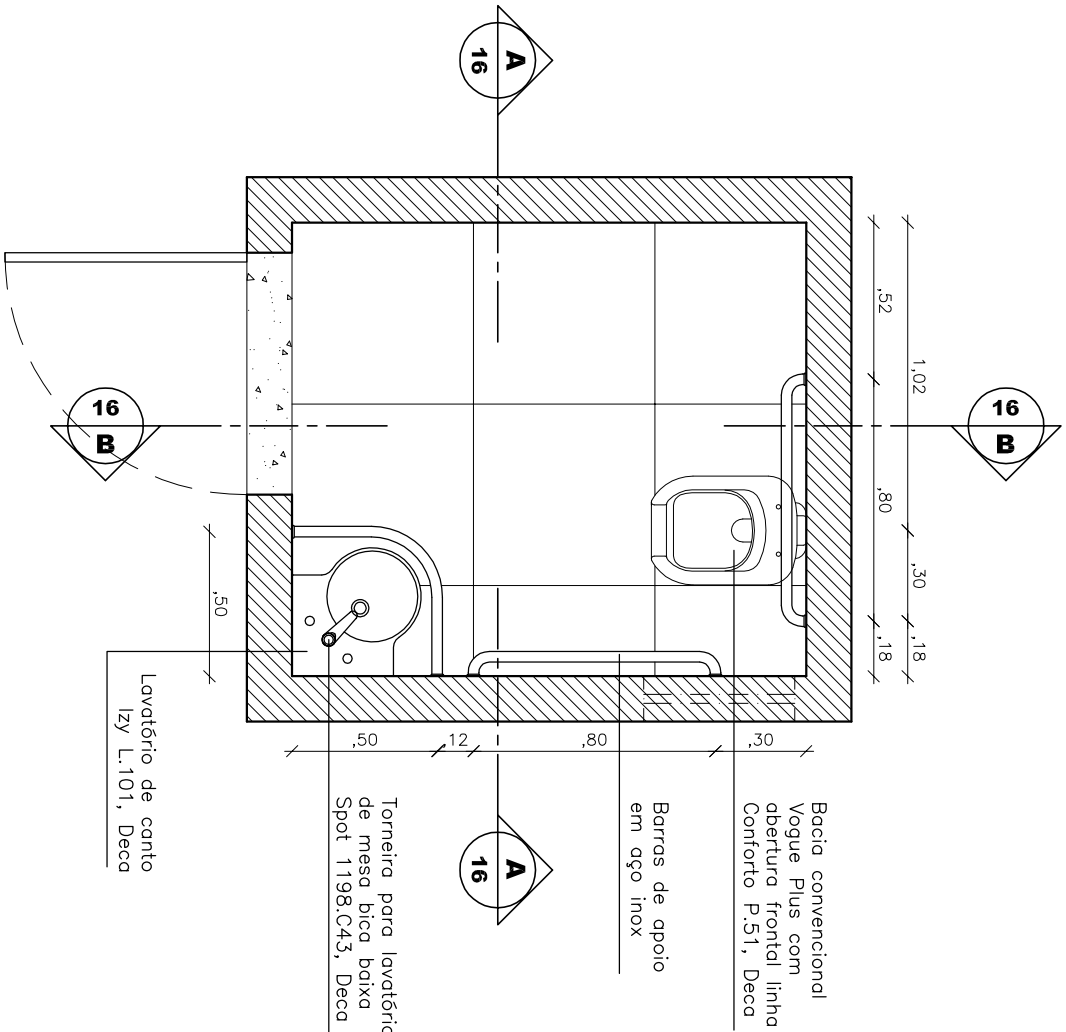 A
16
16
B
16
B
A
16
,52
,80
,18
1,02
,30
,18
,50
,50
,12
,80
,30
Bacia convencional
Vogue Plus com
abertura frontal linha
Conforto P.51, Deca
Barras de apoio
em aço inox
Torneira para lavatório
de mesa bica baixa
Spot 1198.C43, Deca
Lavatório de canto
Izy L.101, Deca